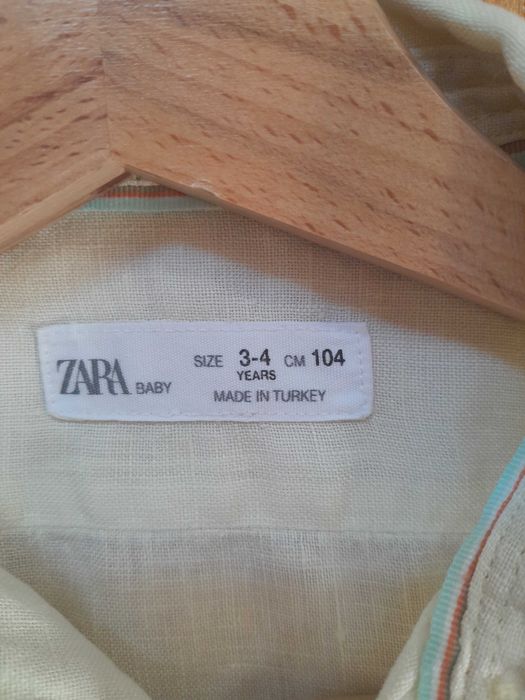 ZARA BABY SIZE 3-4 CM 104
YEARS
MADE IN TURKEY